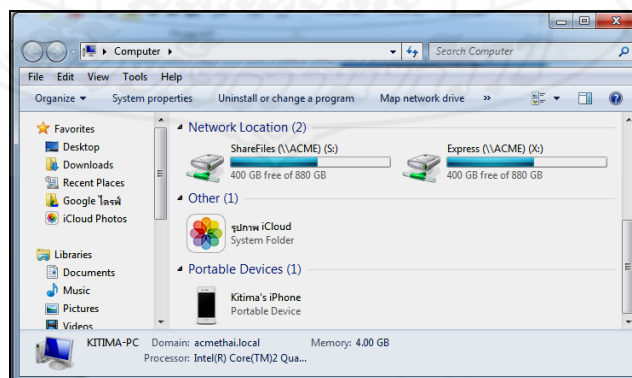 Computer
Search Computer
File Edit View Tools Help
Organize System properties Uninstall or change a program Map network drive »
Favorites
Desktop
Downloads
Recent Places
Google ไดรฟ์
iCloud Photos
Libraries
Documents
Music
Pictures
Videos
Network Location (2)
ShareFiles (\\ACME) (S:)
400 GB free of 880 GB
Express (\\ACME) (X:)
400 GB free of 880 GB
Other (1)
รูปภาพ iCloud
System Folder
Portable Devices (1)
Kitima's iPhone
Portable Device
KITIMA-PC Domain: acmethai.local Memory: 4.00 GB
Processor: Intel(R) Core(TM)2 Qua...